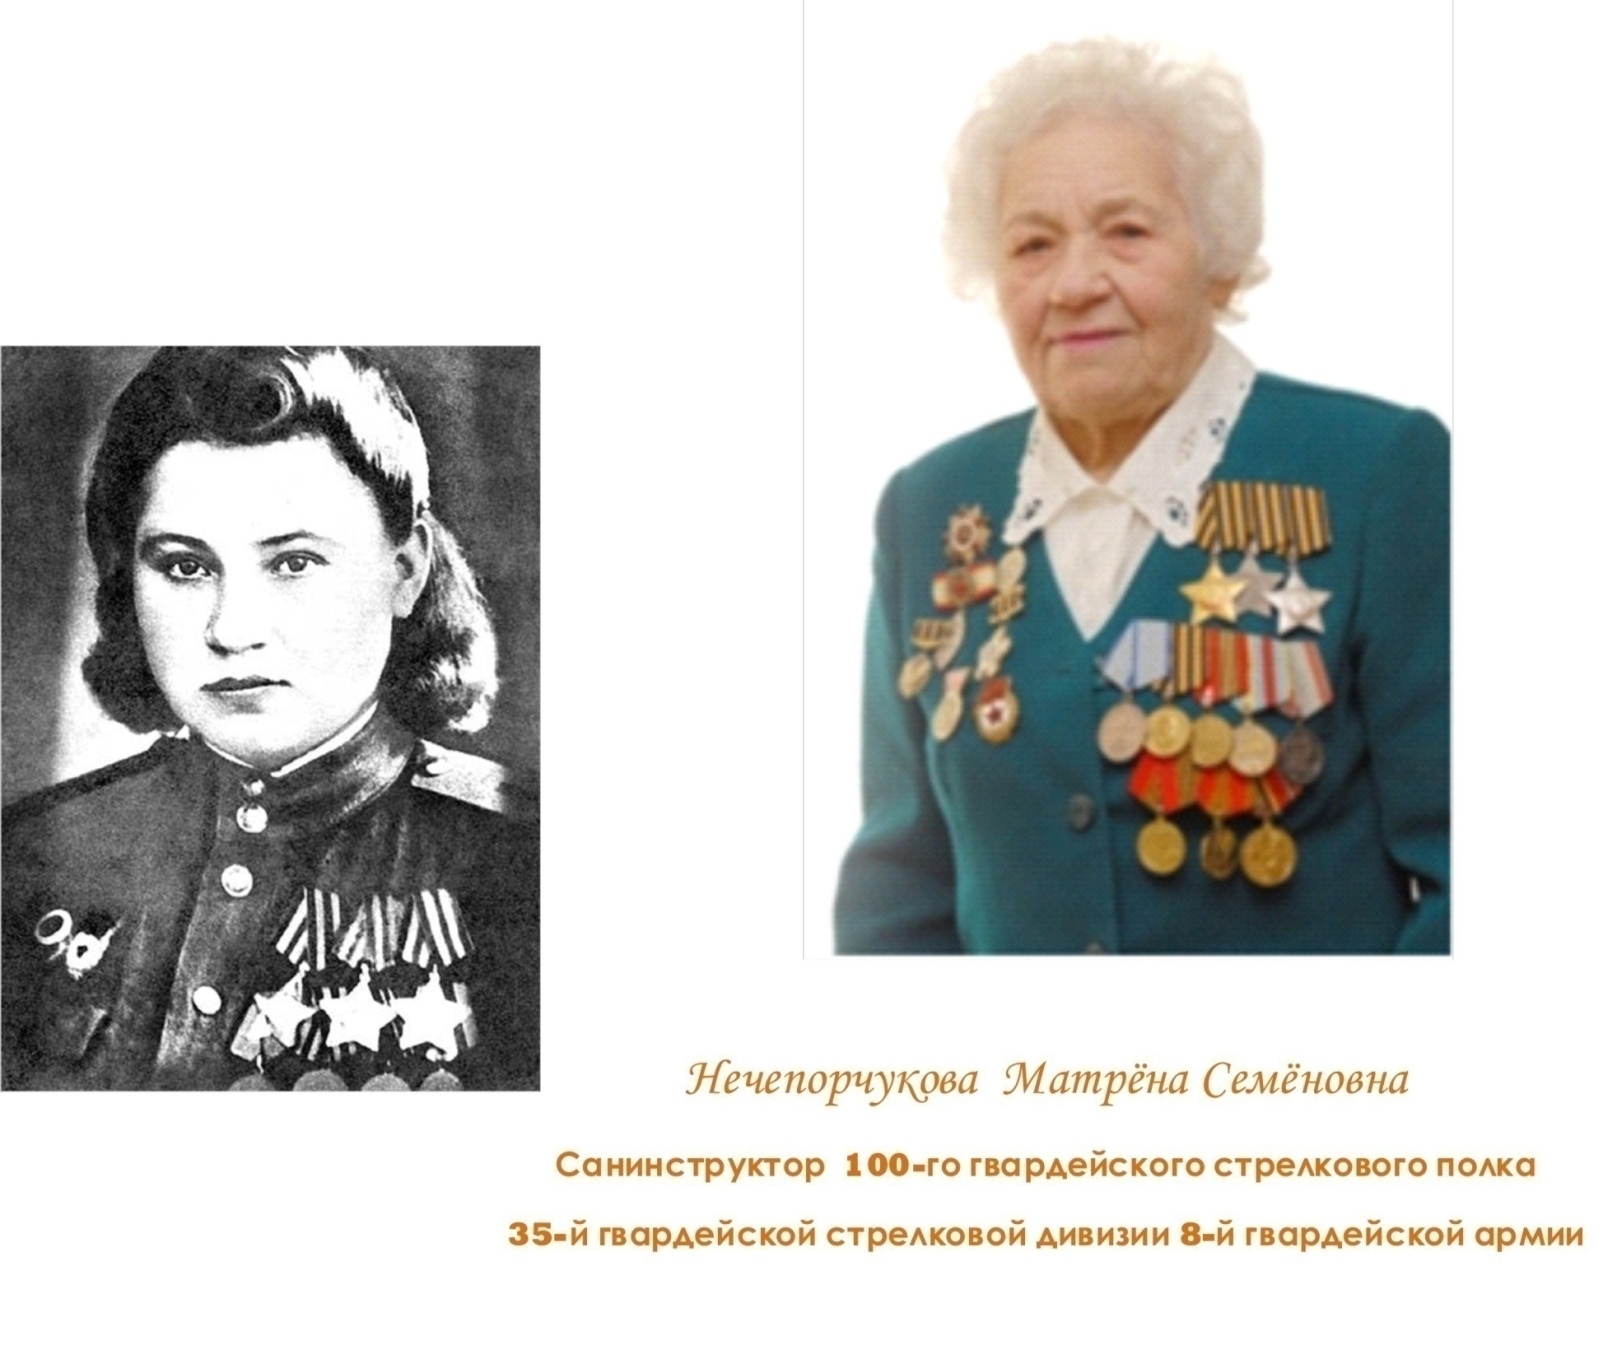 Нечепорчукова Матрёна Семёновна
Санинструктор 100-го гвардейского стрелкового полка
35-й гвардейской стрелковой дивизии 8-й гвардейской армии